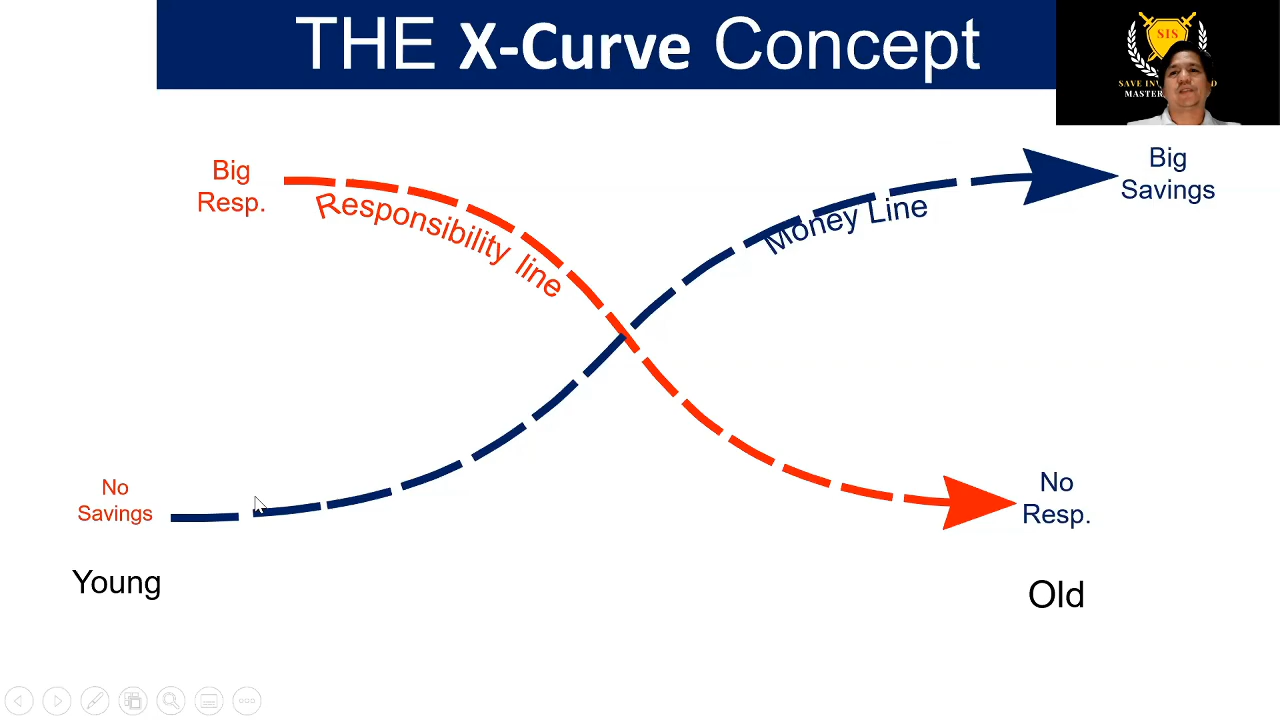 THE X-Curve Concept
SIS
MASTER
Big
Resp.
Responsibility line
Money Line
Big
Savings
No
Savings
No
Resp.
Young
Old